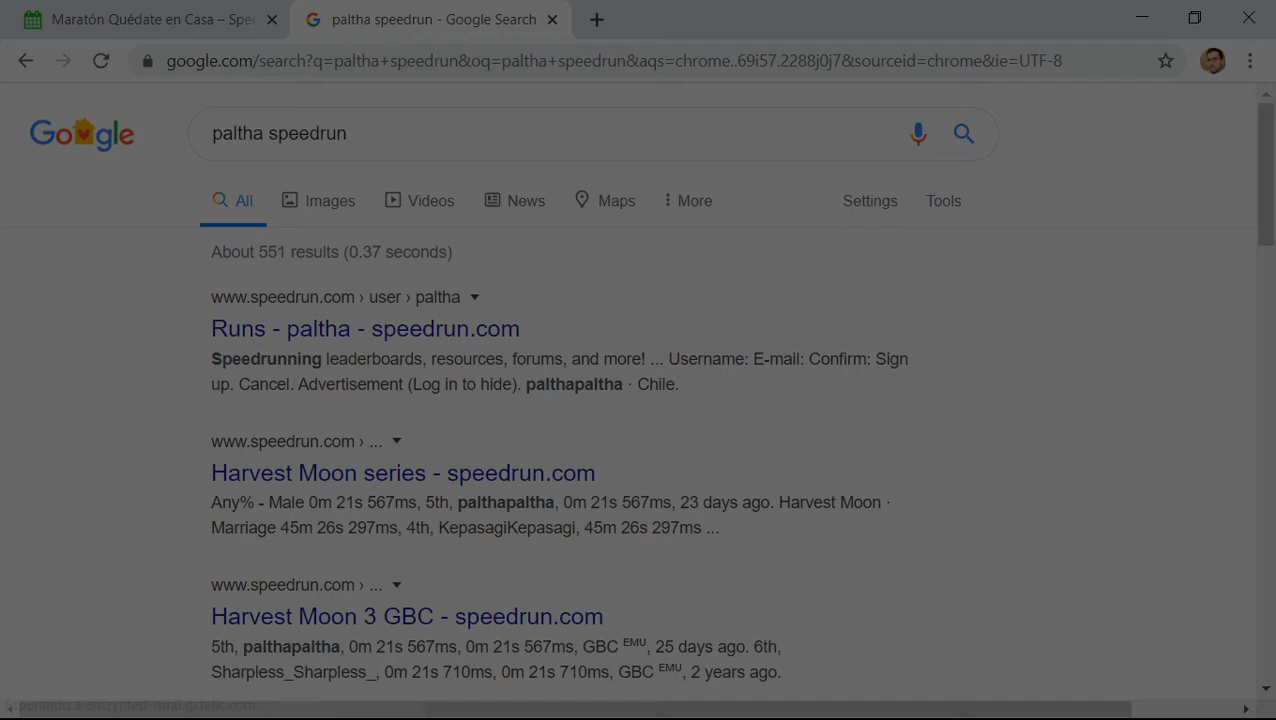 Maratón Quédate en Casa – Spe
paltha speedrun - Google Search
google.com/search?q=paltha+speedrun&oq=paltha+speedrun&aqs=chrome..69i57.2288j0j7&sourceid=chrome&ie=UTF-8
Google
paltha speedrun
All Images Videos News Maps More Settings Tools
About 551 results (0.37 seconds)
www.speedrun.com › user › paltha
Runs - paltha - speedrun.com
Speedrunning leaderboards, resources, forums, and more! ... Username: E-mail: Confirm: Sign
up. Cancel. Advertisement (Log in to hide). palthapaltha · Chile.
www.speedrun.com › ...
Harvest Moon series - speedrun.com
Any% - Male 0m 21s 567ms, 5th, palthapaltha, 0m 21s 567ms, 23 days ago. Harvest Moon ·
Marriage 45m 26s 297ms, 4th, KepasagiKepasagi, 45m 26s 297ms ...
www.speedrun.com › ...
Harvest Moon 3 GBC - speedrun.com
5th, palthapaltha, 0m 21s 567ms, 0m 21s 567ms, GBC EMU, 25 days ago. 6th,
Sharpless_Sharpless_, 0m 21s 710ms, 0m 21s 710ms, GBC EMU, 2 years ago.
Esperando a encrypted-tbn0.gstatic.com...